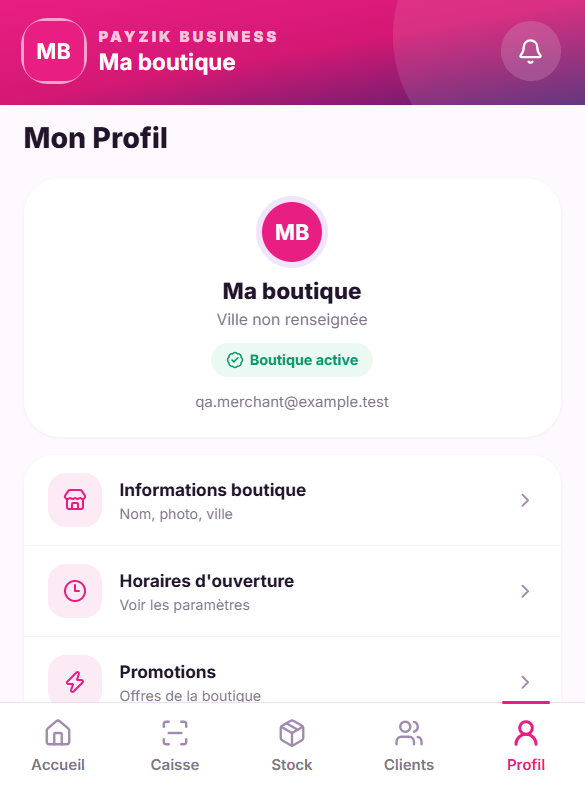 MB
PAYZIK BUSINESS
Ma boutique
Mon Profil
MB
Ma boutique
Ville non renseignée
Boutique active
qa.merchant@example.test
Informations boutique
Nom, photo, ville
Horaires d'ouverture
Voir les paramètres
Promotions
Offres de la boutique
Accueil
Caisse
Stock
Clients
Profil